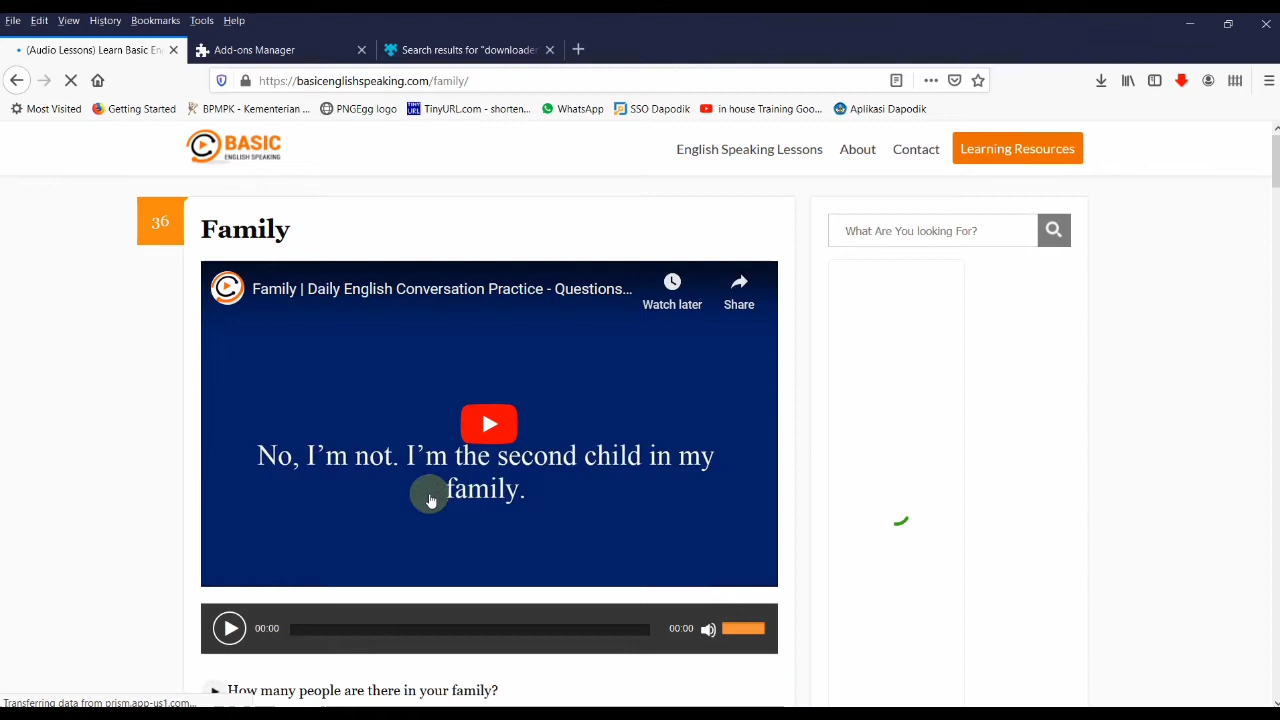 File Edit View History Bookmarks Tools Help
(Audio Lessons) Learn Basic En
Add-ons Manager
Search results for "downloader
https://basicenglishspeaking.com/family/
Most Visited
Getting Started
BPMPK - Kementerian ...
PNGEgg logo
TinyURL.com - shorten...
WhatsApp
SSO Dapodik
in house Training Goo...
Aplikasi Dapodik
BASIC
ENGLISH SPEAKING
English Speaking Lessons
About
Contact
Learning Resources
36
Family
What Are You looking For?
Family | Daily English Conversation Practice - Questions...
Watch later
Share
No, I'm not. I'm the second child in my
family.
00:00
00:00
How many people are there in your family?
Transferring data from prism.app-us1.com...